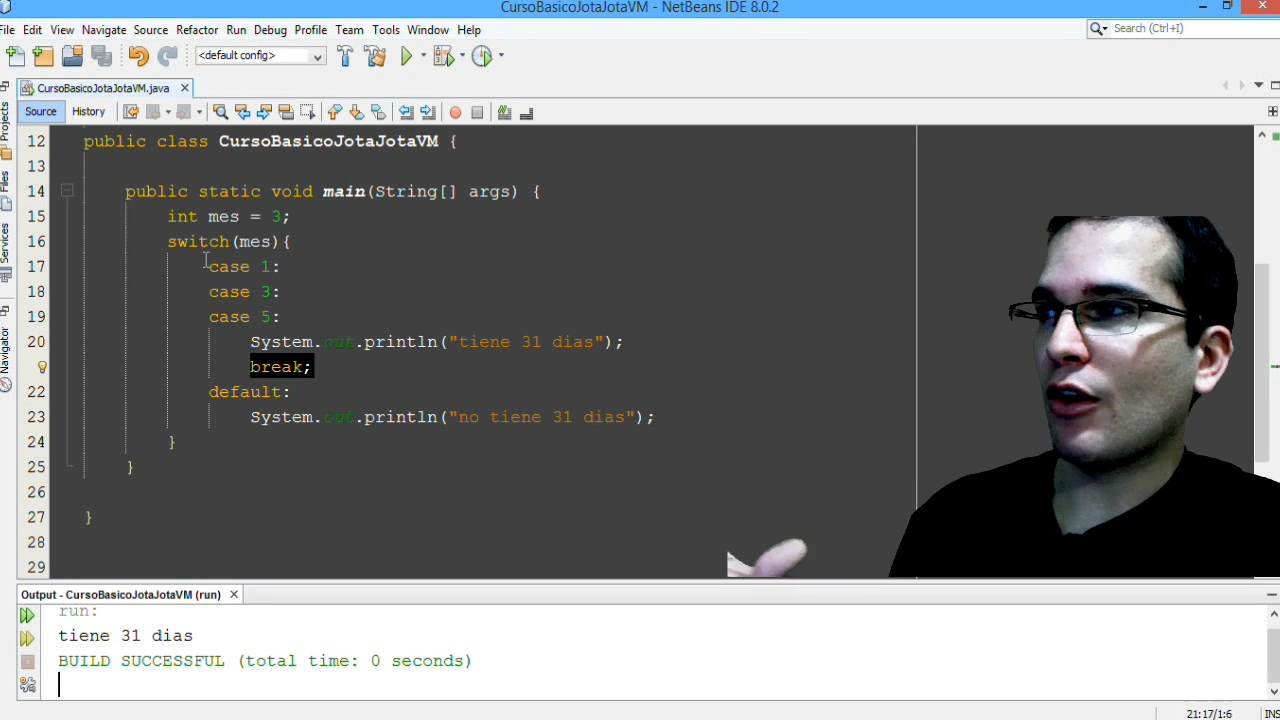 CursoBasicoJotaJotaVM - NetBeans IDE 8.0.2
File Edit View Navigate Source Refactor Run Debug Profile Team Tools Window Help
Search (Ctrl+I)
<default config>
CursoBasicoJotaJotaVM.java
Source History
Projects
Files
Services
Navigator
12 public class CursoBasicoJotaJotaVM {
13
14 public static void main(String[] args) {
15 int mes = 3;
16 switch(mes){
17 case 1:
18 case 3:
19 case 5:
20 System.out.println("tiene 31 dias");
break;
22 default:
23 System.out.println("no tiene 31 dias");
24 }
25 }
26
27 }
28
29
Output - CursoBasicoJotaJotaVM (run)
run:
tiene 31 dias
BUILD SUCCESSFUL (total time: 0 seconds)
21:17/1:6 INS